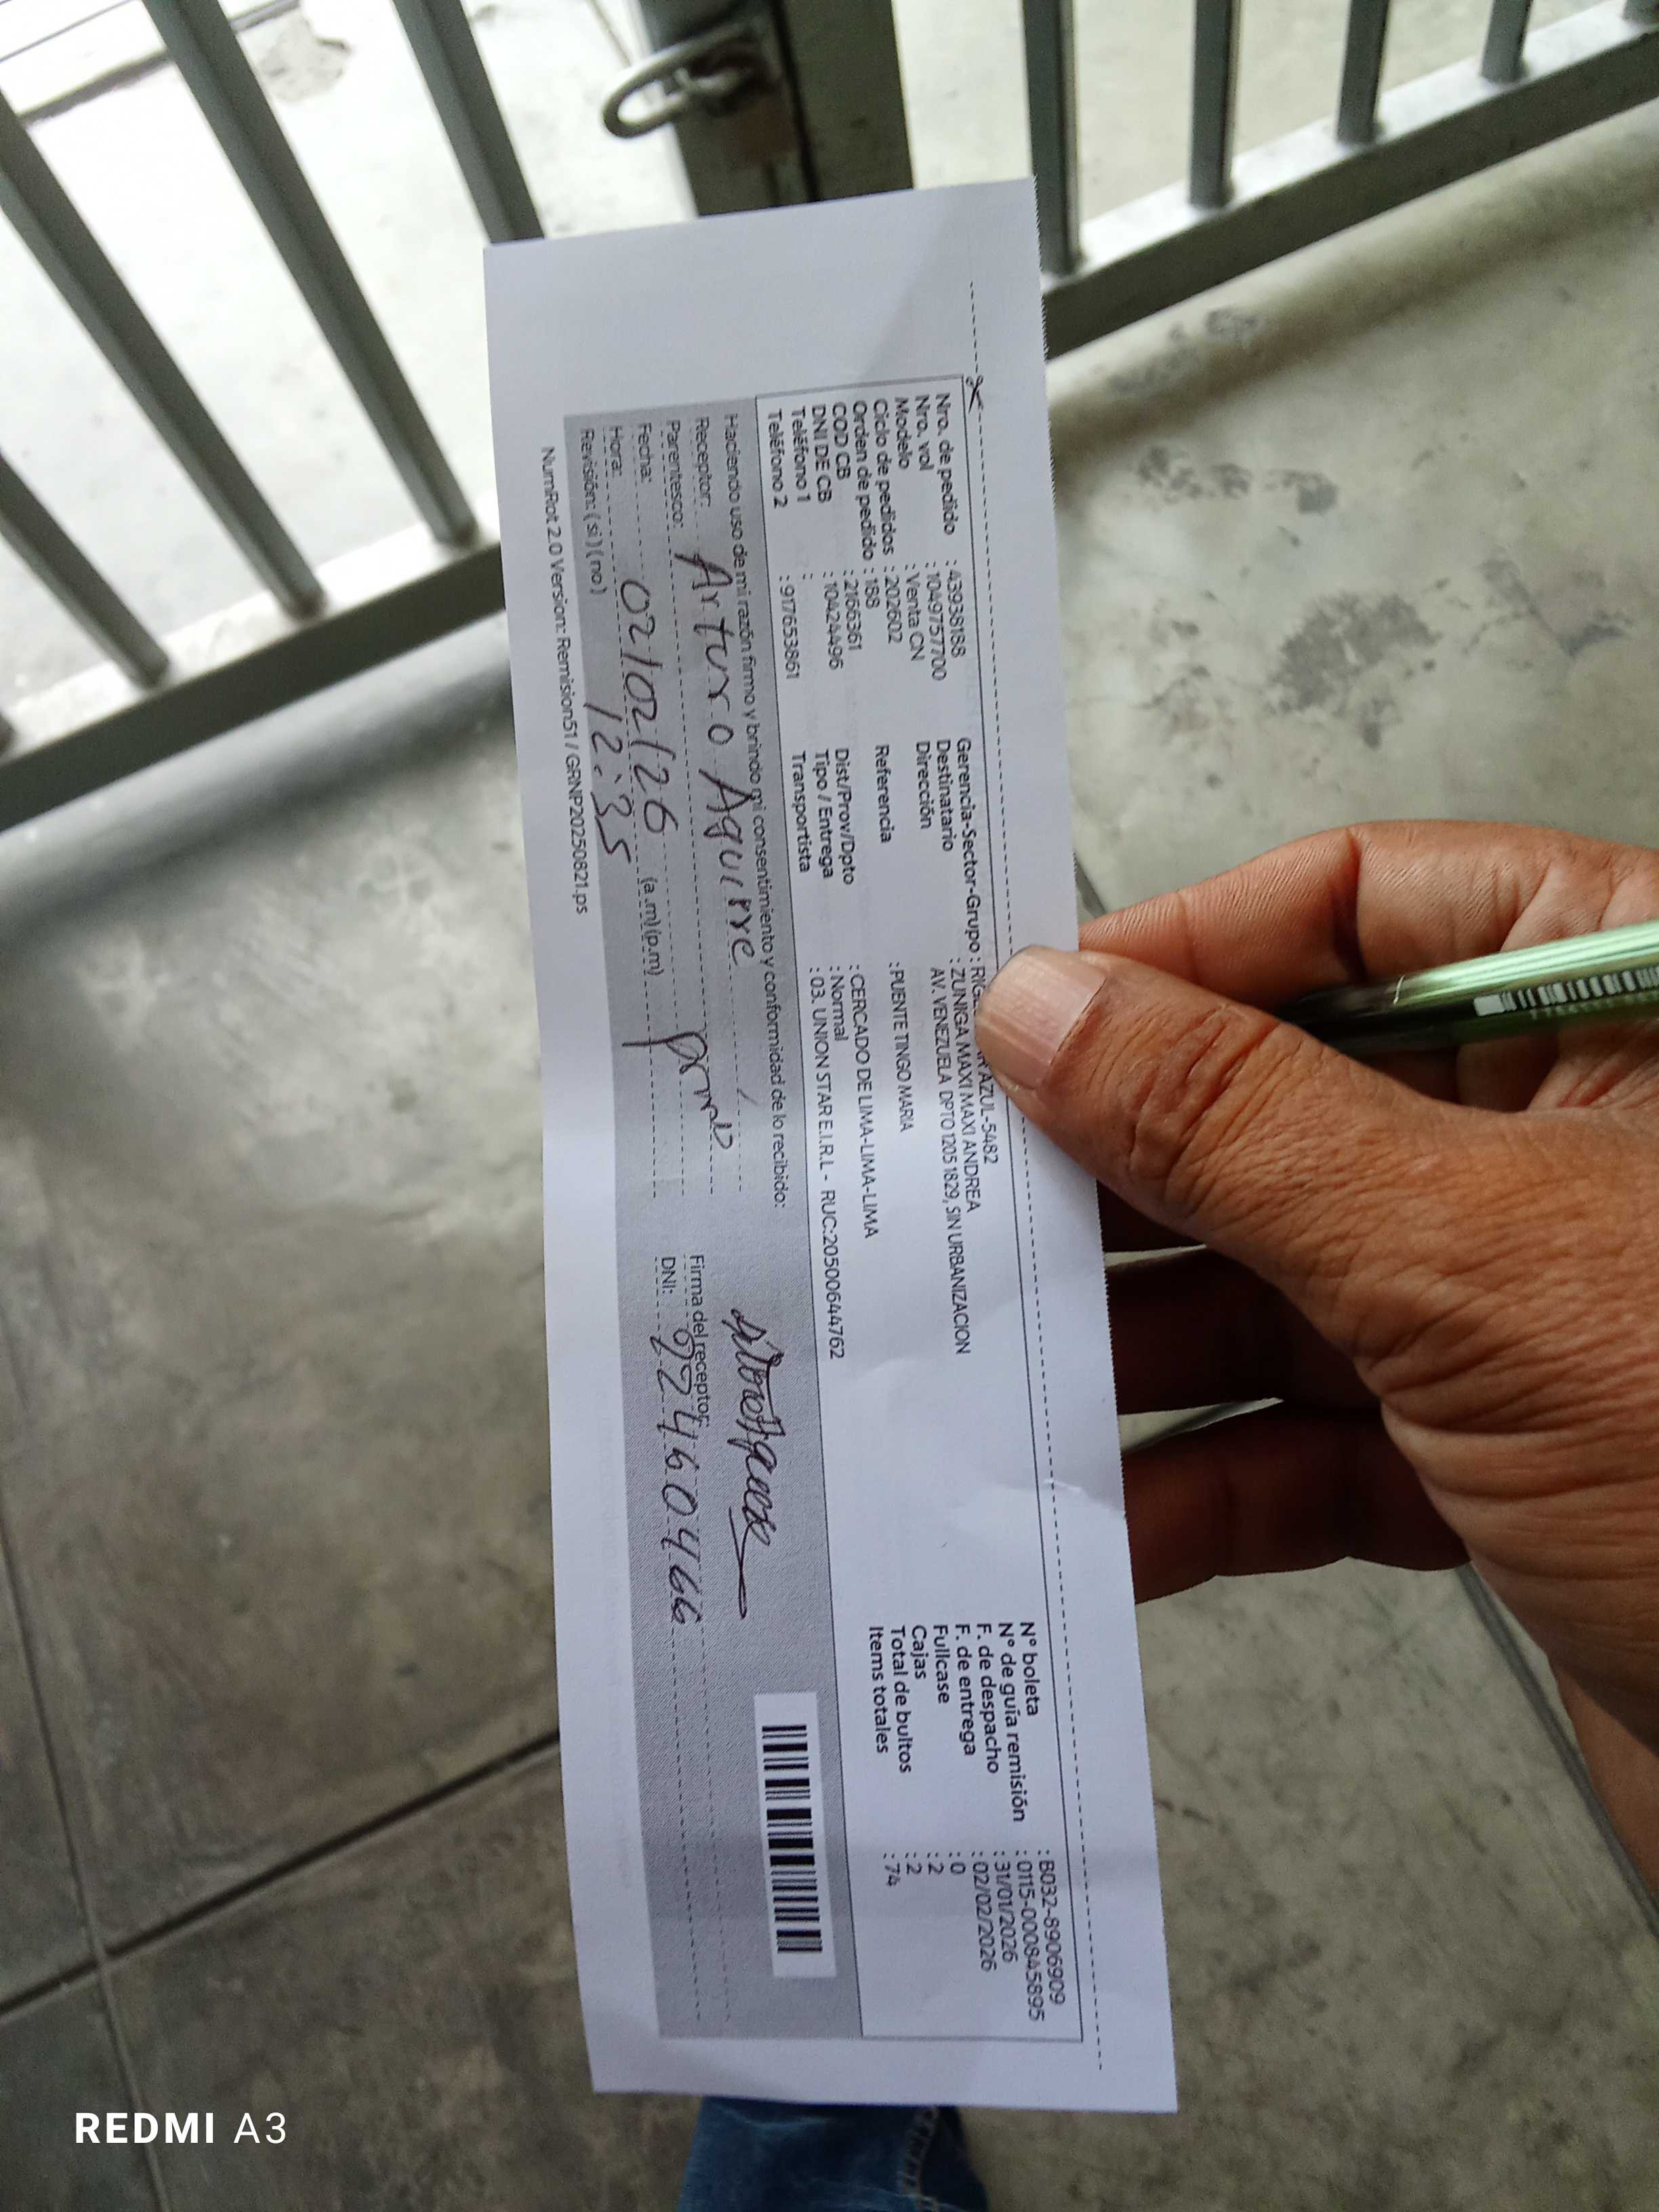 Nro. de pedido : 43938188
Nro. vol : 10497577700
Modelo : Venta CN
Ciclo de pedidos : 202602
Orden de pedido : 188
COD CB : 2166361
DNI DE CB : 10424496
Teléfono 1 :
Teléfono 2 : 917653861
Gerencia-Sector-Grupo : AZUL-5482
Destinatario : ZUNIGA MAXI MAXI ANDREA
Dirección AV. VENEZUELA DPTO 1205 1829, SIN URBANIZACION
Referencia : PUENTE TINGO MARIA
Dist/Prov/Dpto : CERCADO DE LIMA-LIMA-LIMA
Tipo / Entrega : Normal
Transportista : 03. UNION STAR E.I.R.L - RUC:20500644762
N° boleta : B032-8906909
N° de guía remisión : 0115-000845895
F. de despacho : 31/01/2026
F. de entrega : 02/02/2026
Fullcase : 0
Cajas : 2
Total de bultos : 2
Items totales : 74
Haciendo uso de mi razón firmo y brindo mi consentimiento y conformidad de lo recibido:
Receptor: Arturo Aguirre
Parentesco:
Fecha: 02/02/26
Hora: 12:35 (a.m) (p.m)
Revisión: ( si ) ( no )
Firma del receptor:
DNI:
NumRot 2.0 Version: Remision51 / GRNP20250821.ps
REDMI A3